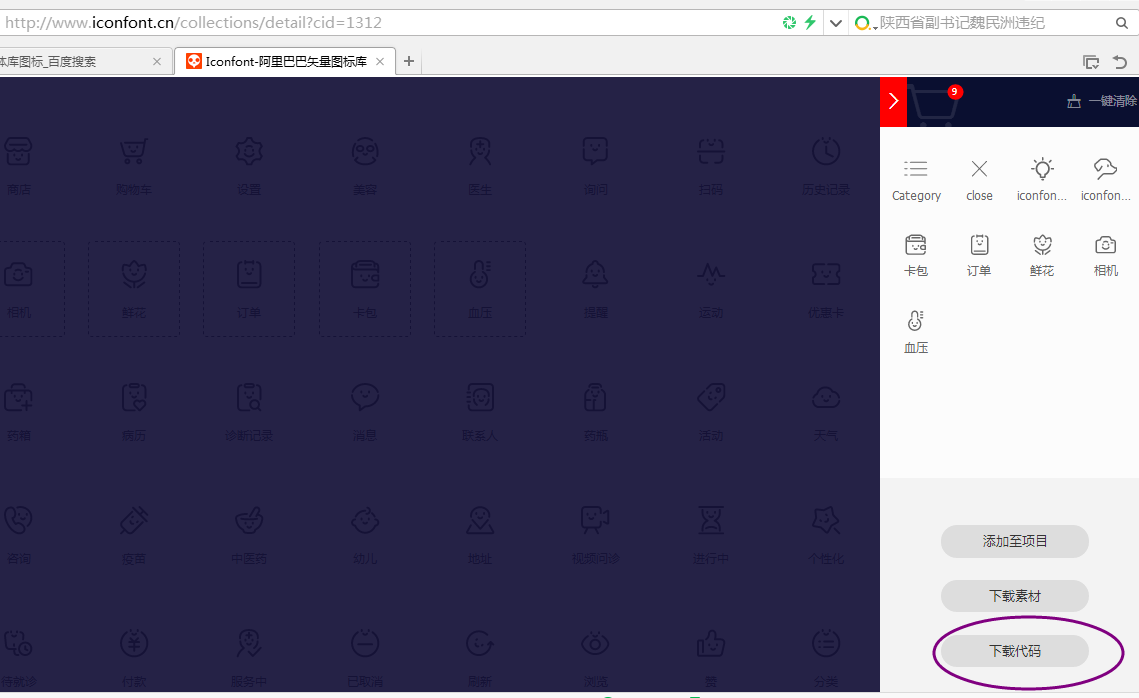 http://www.iconfont.cn/collections/detail?cid=1312
陕西省副书记魏民洲违纪
体库图标_百度搜索
Iconfont-阿里巴巴矢量图标库
9
一键清除
商店 购物车 设置 美容 医生 询问 扫码 历史记录
Category close iconfon... iconfon...
卡包 订单 鲜花 相机
相机 鲜花 订单 卡包 血压 提醒 运动 优惠卡
血压
药箱 病历 诊断记录 消息 联系人 药瓶 活动 天气
咨询 疫苗 中医药 幼儿 地址 视频问诊 进行中 个性化
添加至项目
下载素材
下载代码
待就诊 付款 服务中 已取消 刷新 浏览 赞 分类